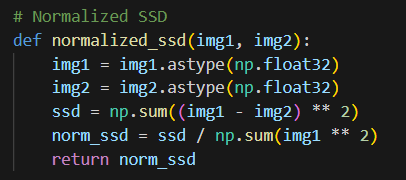 # Normalized SSD
def normalized_ssd(img1, img2):
    img1 = img1.astype(np.float32)
    img2 = img2.astype(np.float32)
    ssd = np.sum((img1 - img2) ** 2)
    norm_ssd = ssd / np.sum(img1 ** 2)
    return norm_ssd